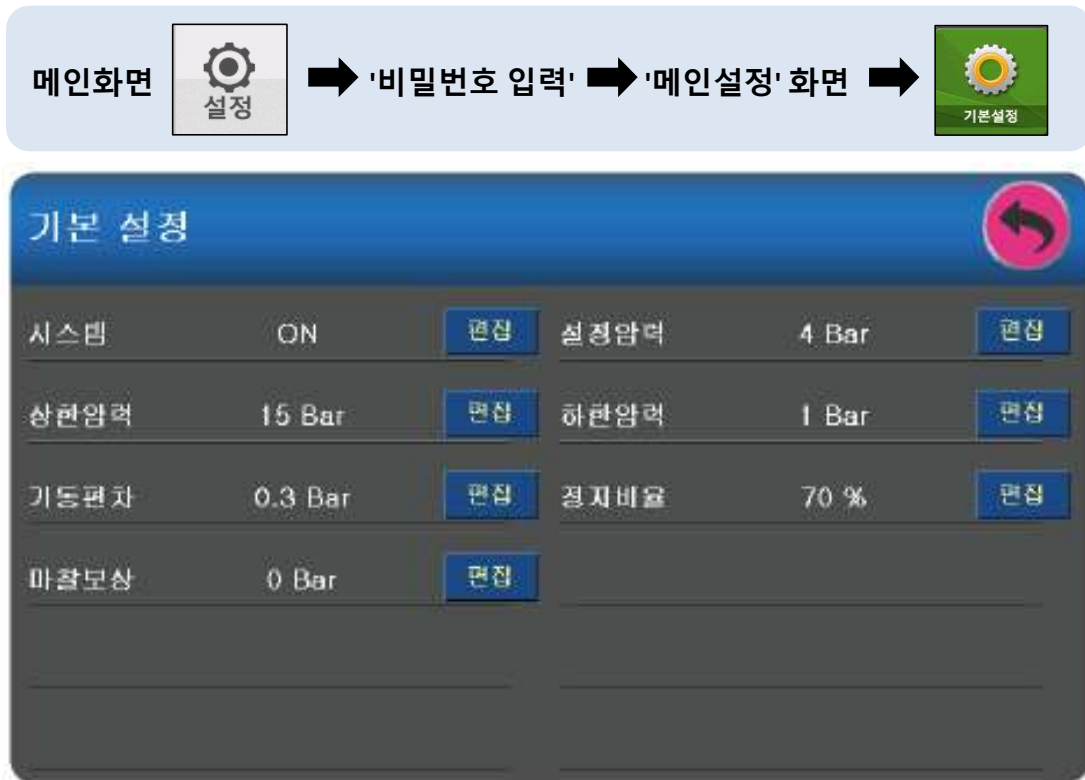 메인화면 설정 '비밀번호 입력' '메인설정' 화면 기본설정
기본 설정
시스템 ON 편집 설정압력 4 Bar 편집
상한압력 15 Bar 편집 하한압력 1 Bar 편집
기동편차 0.3 Bar 편집 정지비율 70 % 편집
마찰보상 0 Bar 편집